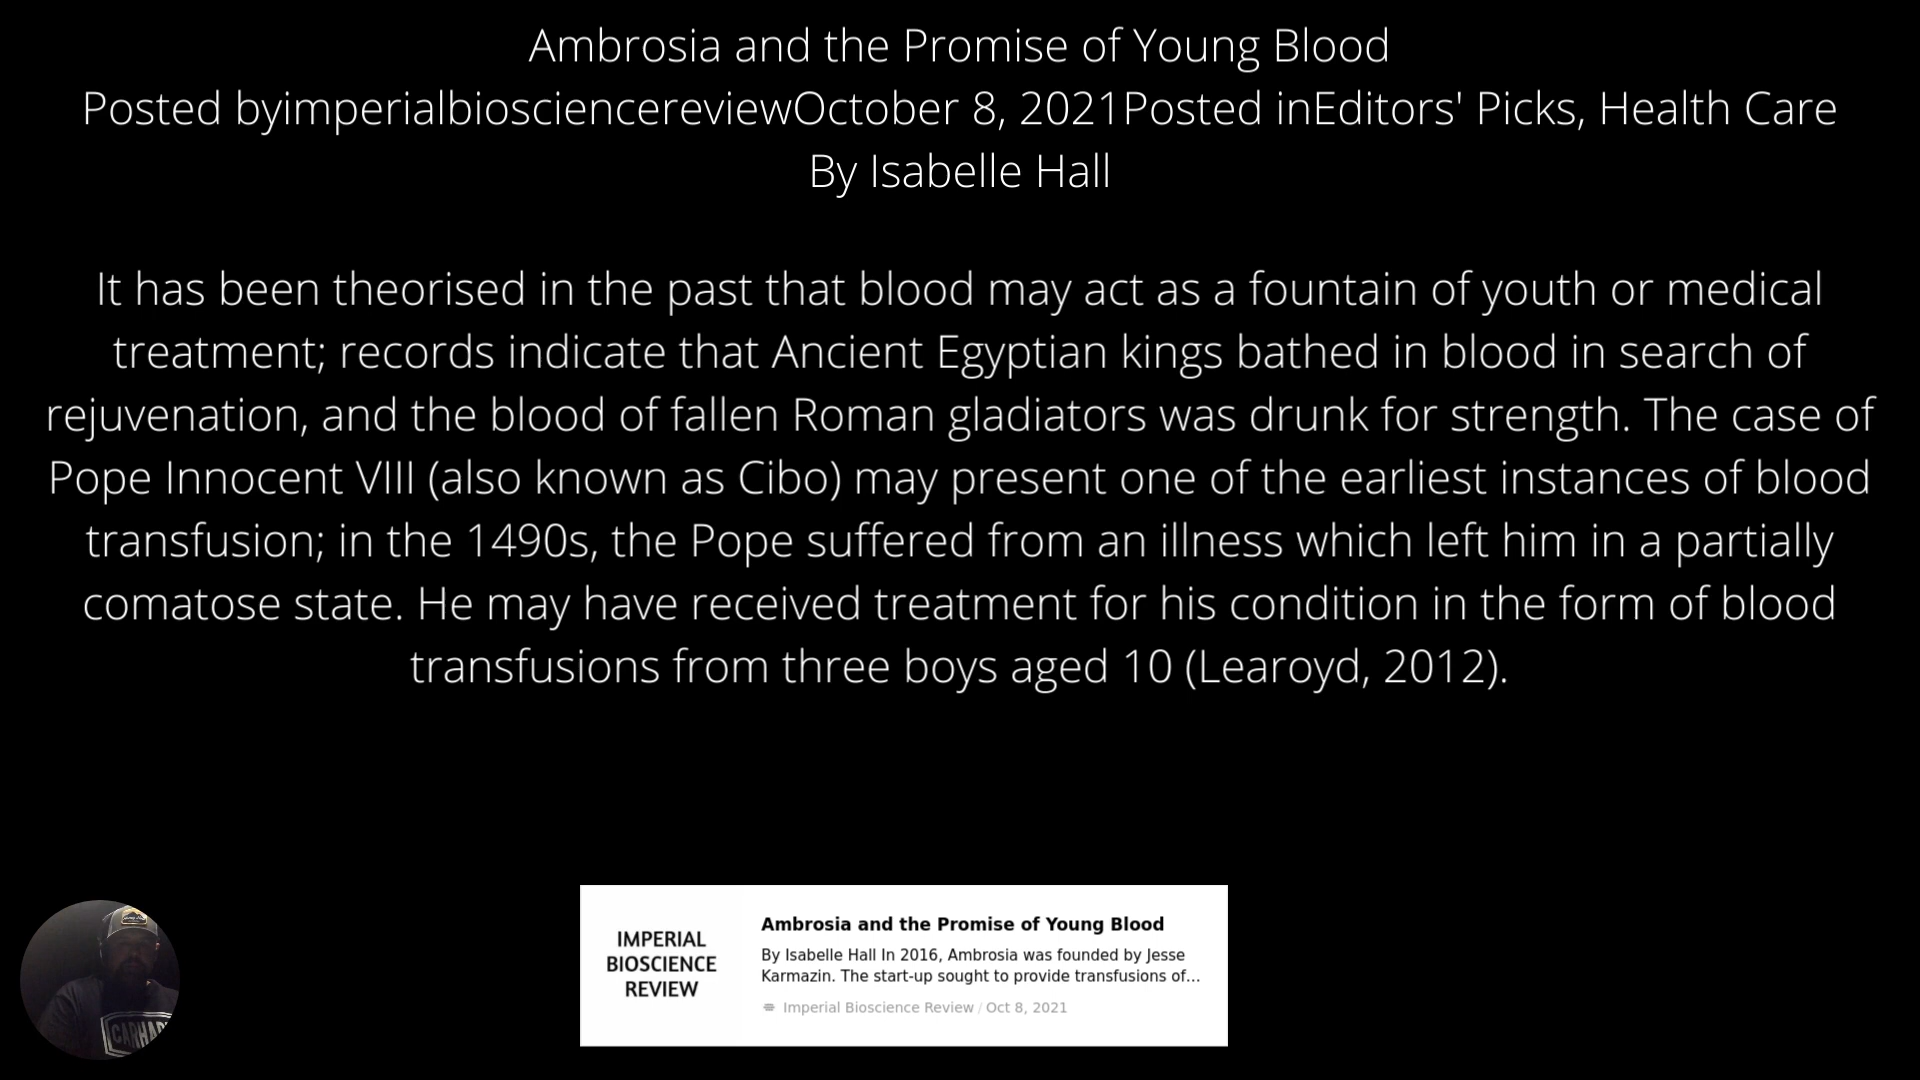 Ambrosia and the Promise of Young Blood
Posted byimperialbiosciencereviewOctober 8, 2021Posted inEditors' Picks, Health Care
By Isabelle Hall
It has been theorised in the past that blood may act as a fountain of youth or medical
treatment; records indicate that Ancient Egyptian kings bathed in blood in search of
rejuvenation, and the blood of fallen Roman gladiators was drunk for strength. The case of
Pope Innocent VIII (also known as Cibo) may present one of the earliest instances of blood
transfusion; in the 1490s, the Pope suffered from an illness which left him in a partially
comatose state. He may have received treatment for his condition in the form of blood
transfusions from three boys aged 10 (Learoyd, 2012).
IMPERIAL
BIOSCIENCE
REVIEW
Ambrosia and the Promise of Young Blood
By Isabelle Hall In 2016, Ambrosia was founded by Jesse
Karmazin. The start-up sought to provide transfusions of...
Imperial Bioscience Review / Oct 8, 2021